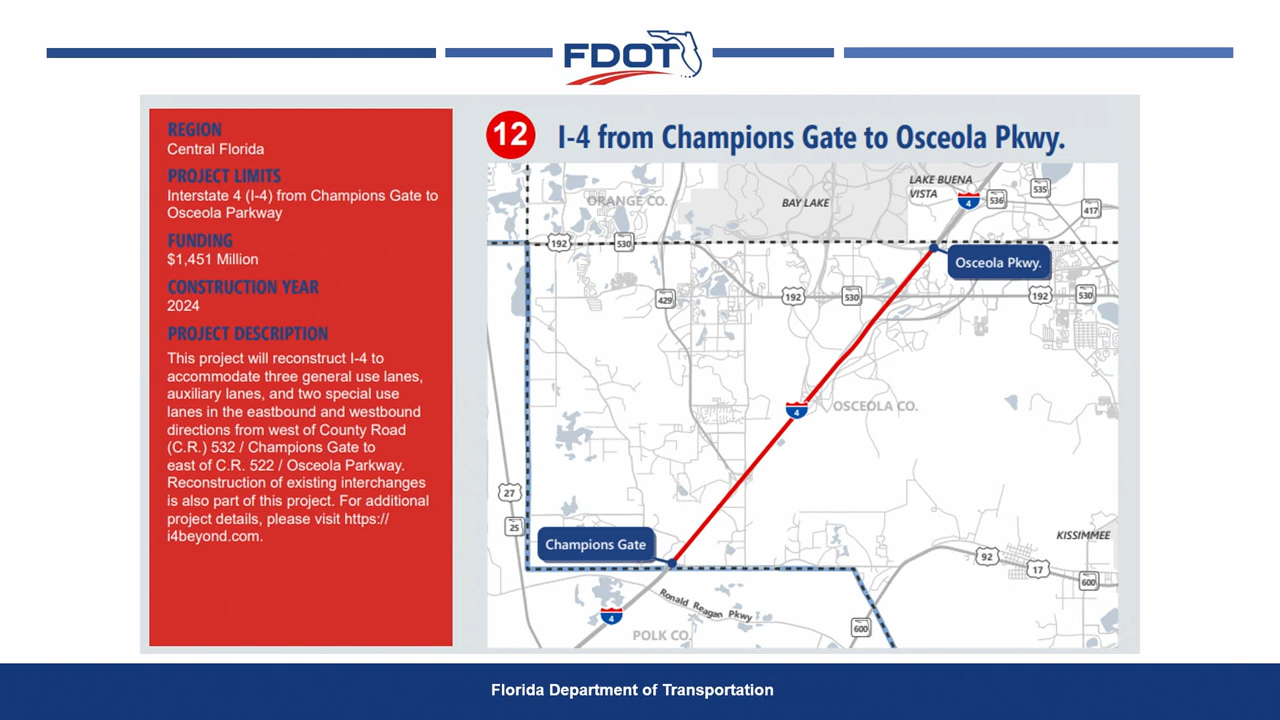 FDOT
REGION
Central Florida
PROJECT LIMITS
Interstate 4 (I-4) from Champions Gate to
Osceola Parkway
FUNDING
$1,451 Million
CONSTRUCTION YEAR
2024
PROJECT DESCRIPTION
This project will reconstruct I-4 to
accommodate three general use lanes,
auxiliary lanes, and two special use
lanes in the eastbound and westbound
directions from west of County Road
(C.R.) 532 / Champions Gate to
east of C.R. 522 / Osceola Parkway.
Reconstruction of existing interchanges
is also part of this project. For additional
project details, please visit https://
i4beyond.com.
12 I-4 from Champions Gate to Osceola Pkwy.
LAKE BUENA
VISTA
ORANGE CO.
BAY LAKE
4
536
535
417
192
530
Osceola Pkwy.
429
192
530
192
530
4
OSCEOLA CO.
27
25
Champions Gate
KISSIMMEE
92
17
600
Ronald Reagan Pkwy
4
POLK CO.
600
Florida Department of Transportation